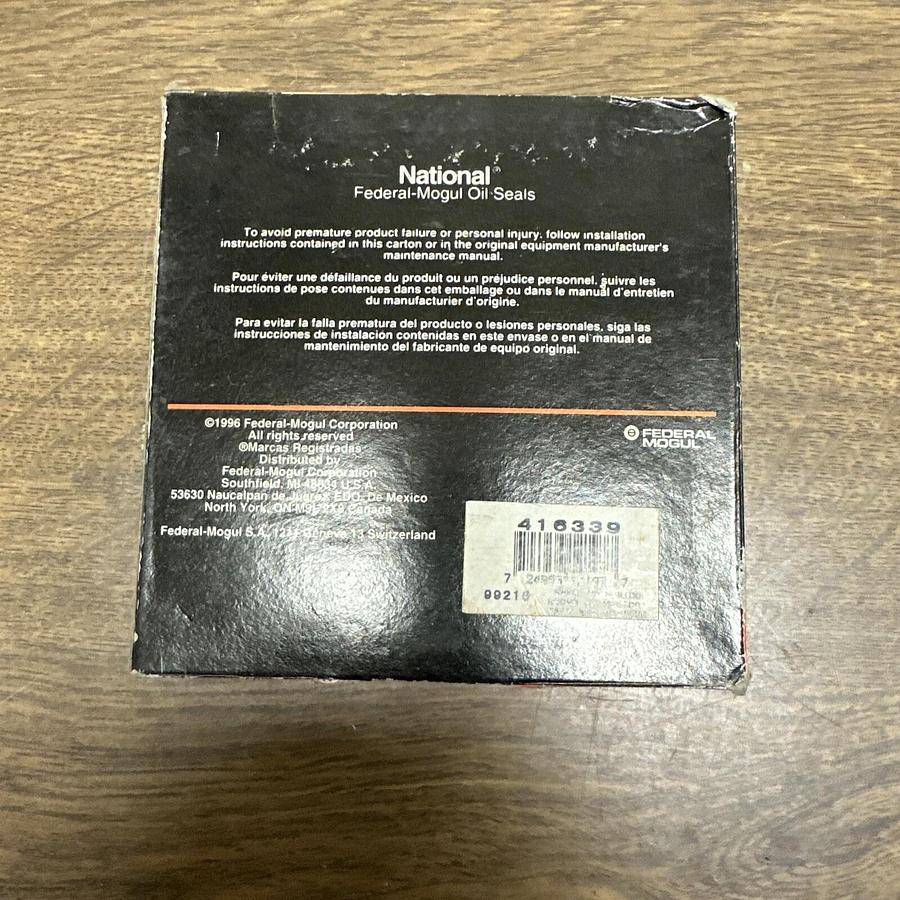 National®
Federal-Mogul Oil Seals
To avoid premature product failure or personal injury, follow installation
instructions contained in this carton or in the original equipment manufacturer's
maintenance manual.
Pour éviter une défaillance du produit ou un préjudice personnel, suivre les
instructions de pose contenues dans cet emballage ou dans le manuel d'entretien
du manufacturier d'origine.
Para evitar la falla prematura del producto o lesiones personales, siga las
instrucciones de instalacion contenidas en este envase o en el manual de
mantenimiento del fabricante de equipo original.
©1996 Federal-Mogul Corporation
All rights reserved
®Marcas Registradas
Distributed by
Federal-Mogul Corporation
Southfield, MI 48034 U.S.A.
53630 Naucalpan de Juarez EDO. De Mexico
North York, ON M9L 2X6 Canada
Federal-Mogul S.A. Geneve 13 Switzerland
FEDERAL
MOGUL
416339
7 7
9921